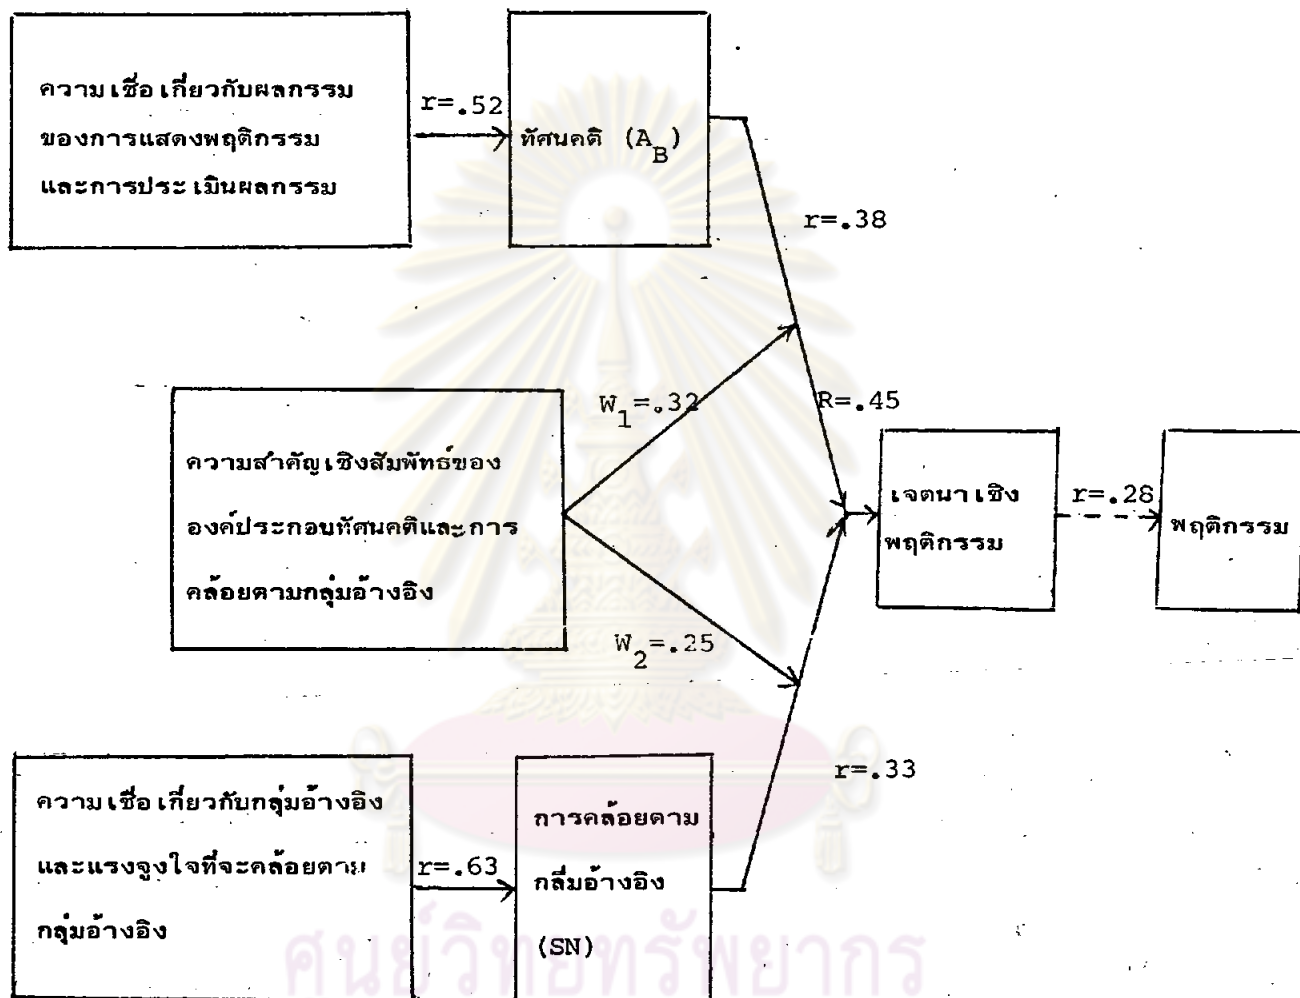 ความเชื่อเกี่ยวกับผลกรรม
ของการแสดงพฤติกรรม
และการประเมินผลกรรม
r=.52
ทัศนคติ (A_B)
r=.38
W_1=.32
R=.45
ความสำคัญเชิงสัมพัทธ์ของ
องค์ประกอบทัศนคติและการ
คล้อยตามกลุ่มอ้างอิง
เจตนาเชิง
พฤติกรรม
r=.28
พฤติกรรม
W_2=.25
r=.33
ความเชื่อเกี่ยวกับกลุ่มอ้างอิง
และแรงจูงใจที่จะคล้อยตาม
กลุ่มอ้างอิง
r=.63
การคล้อยตาม
กลื่มอ้างอิง
(SN)
ศูนย์วิทยทรัพยากร